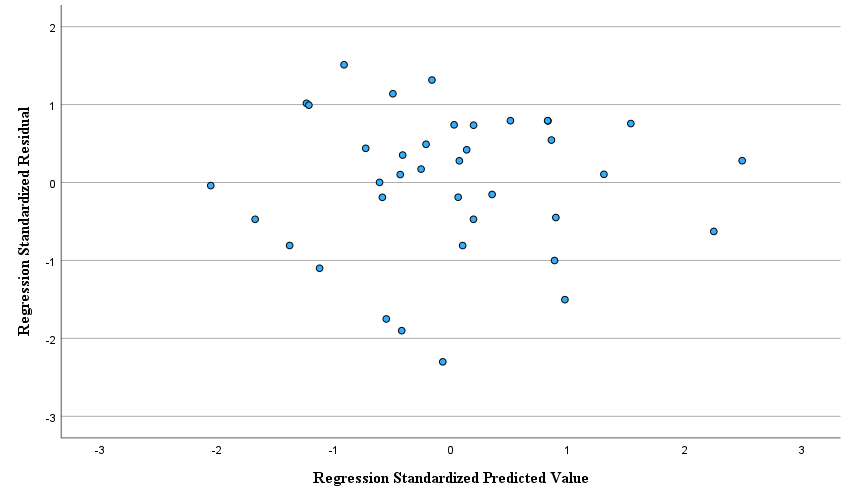 2
1
0
-1
-2
-3
Regression Standardized Residual
-3 -2 -1 0 1 2 3
Regression Standardized Predicted Value